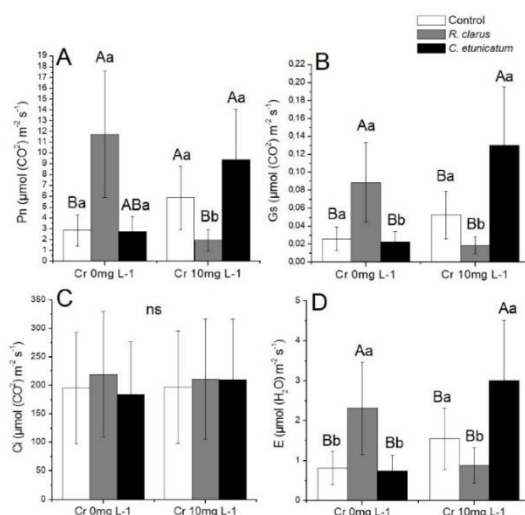 Control
R. clarus
C. etunicatum
A
Pn (µmol (CO²) m⁻² s⁻¹)
19
18
17
16
15
14
13
12
11
10
9
8
7
6
5
4
3
2
1
0
Aa
Ba
ABa
Aa
Bb
Aa
Cr 0mg L-1
Cr 10mg L-1
B
Gs (µmol (CO²) m⁻² s⁻¹)
0,22
0,20
0,18
0,16
0,14
0,12
0,10
0,08
0,06
0,04
0,02
0,00
Ba
Aa
Bb
Ba
Bb
Aa
Cr 0mg L-1
Cr 10mg L-1
C
ns
Ci (µmol (CO²) m⁻² s⁻¹)
350
300
250
200
150
100
50
0
Cr 0mg L-1
Cr 10mg L-1
D
E (µmol (H₂O) m⁻² s⁻¹)
5
4
3
2
1
0
Bb
Aa
Bb
Ba
Bb
Aa
Cr 0mg L-1
Cr 10mg L-1